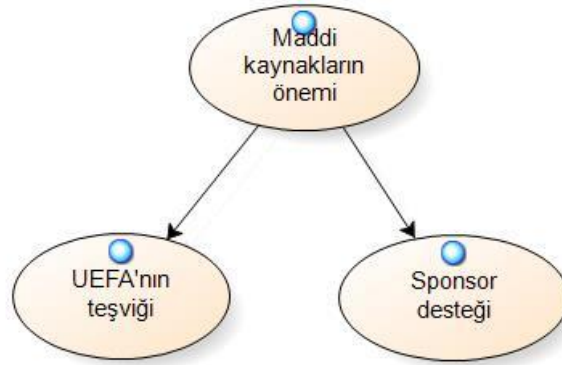 Maddi
kaynakların
önemi
UEFA'nın
teşviği
Sponsor
desteği